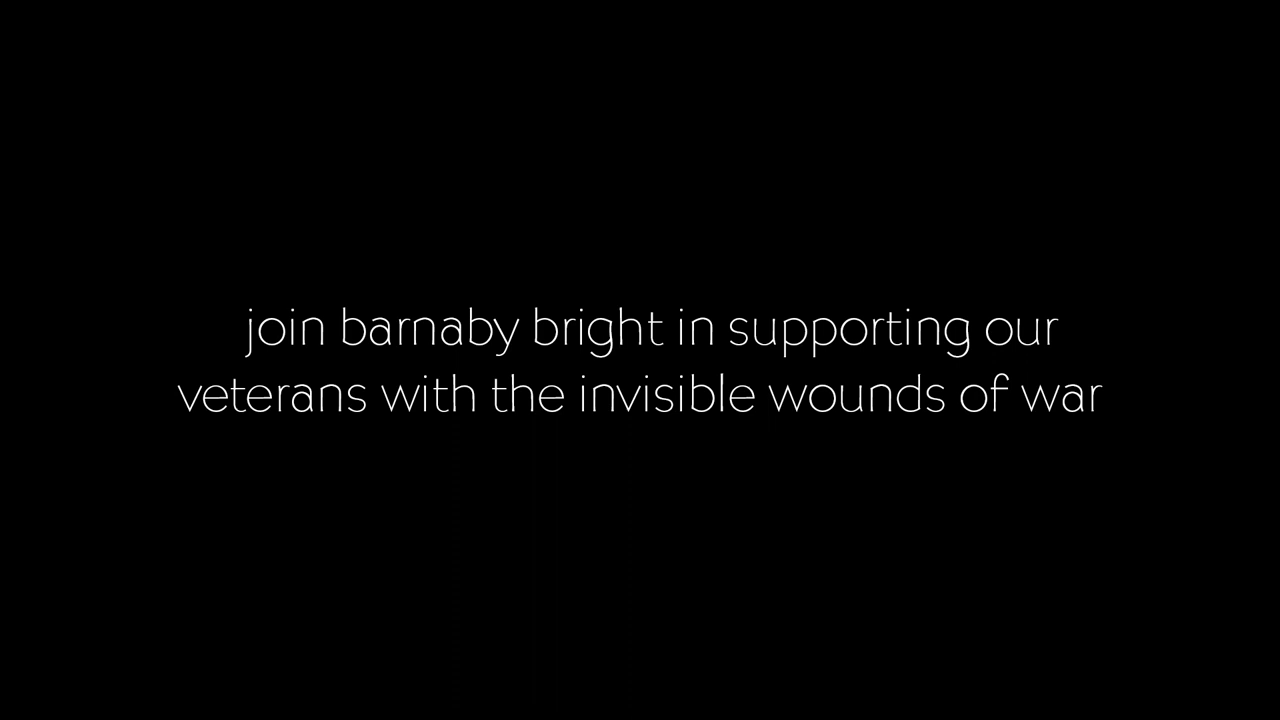 join barnaby bright in supporting our
veterans with the invisible wounds of war